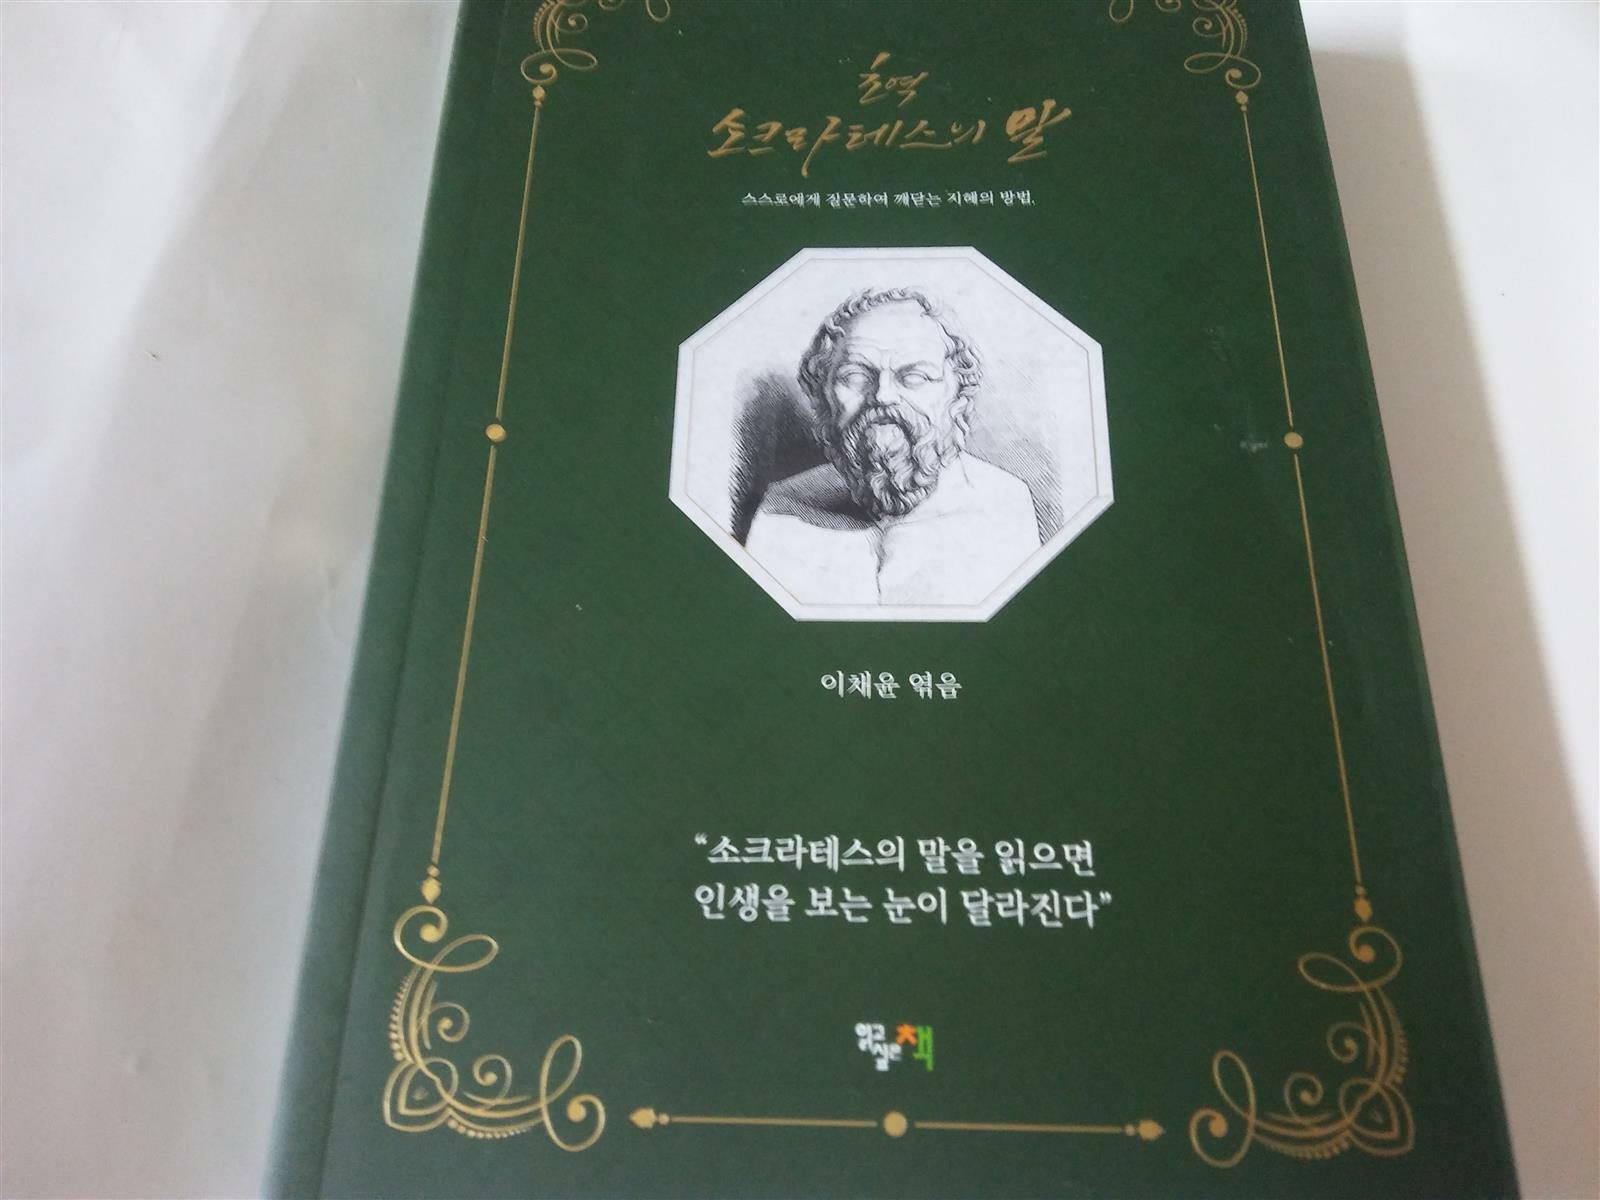 초역
소크라테스의 말
스스로에게 질문하여 깨닫는 지혜의 방법.
이채윤 엮음
“소크라테스의 말을 읽으면
인생을 보는 눈이 달라진다”
읽고
싶은
책